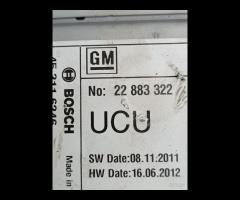 GM
No: 22 883 322
UCU
SW Date:08.11.2011
HW Date:16.06.2012
BOSCH
Made in